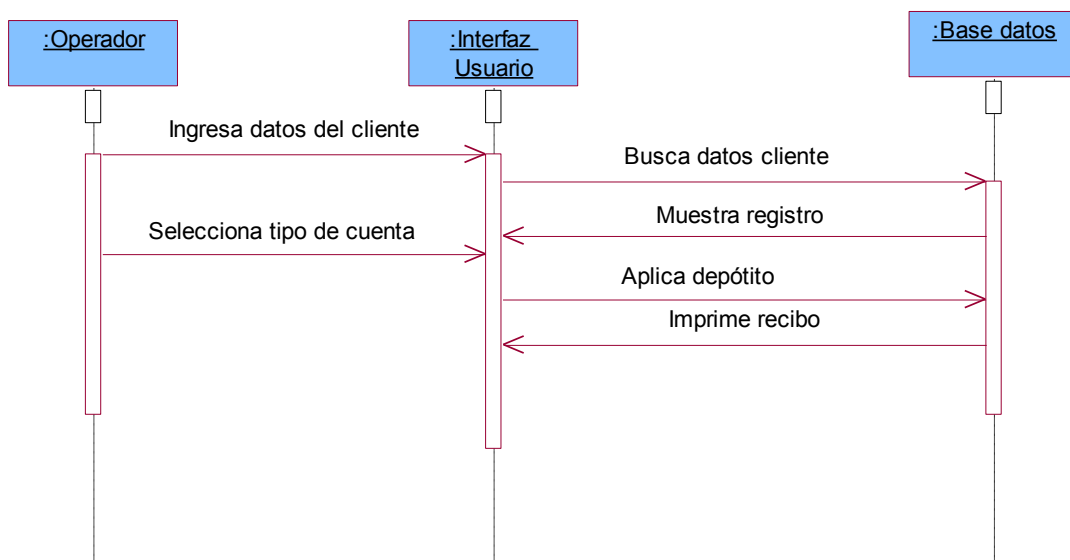 :Operador
:Interfaz
Usuario
:Base datos
Ingresa datos del cliente
Busca datos cliente
Muestra registro
Selecciona tipo de cuenta
Aplica depótito
Imprime recibo